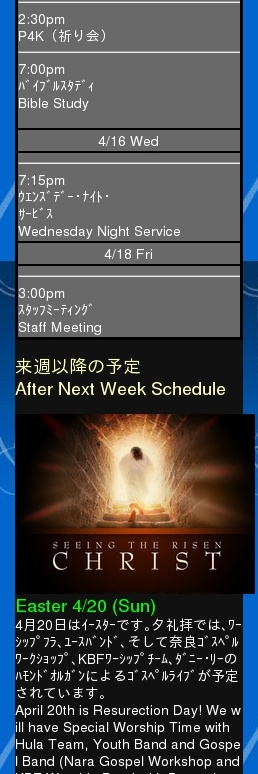 2:30pm
P4K（祈り会）
7:00pm
ﾊﾞｲﾌﾞﾙｽﾀﾃﾞｨ
Bible Study
4/16 Wed
7:15pm
ｳｴﾝｽﾞﾃﾞｰ･ﾅｲﾄ･
ｻｰﾋﾞｽ
Wednesday Night Service
4/18 Fri
3:00pm
ｽﾀｯﾌﾐｰﾃｨﾝｸﾞ
Staff Meeting
来週以降の予定
After Next Week Schedule
SEEING THE RISEN
CHRIST
Easter 4/20 (Sun)
4月20日はｲｰｽﾀｰです。夕礼拝では、ﾜｰ
ｼｯﾌﾟﾌﾗ、ﾕｰｽﾊﾞﾝﾄﾞ、そして奈良ｺﾞｽﾍﾟﾙ
ﾜｰｸｼｮｯﾌﾟ、KBFﾜｰｼｯﾌﾟﾁｰﾑ、ﾀﾞﾆｰ･ﾘｰの
ﾊﾓﾝﾄﾞｵﾙｶﾞﾝによるｺﾞｽﾍﾟﾙﾗｲﾌﾞが予定
されています。
April 20th is Resurection Day! We w
ill have Special Worship Time with
Hula Team, Youth Band and Gospe
l Band (Nara Gospel Workshop and